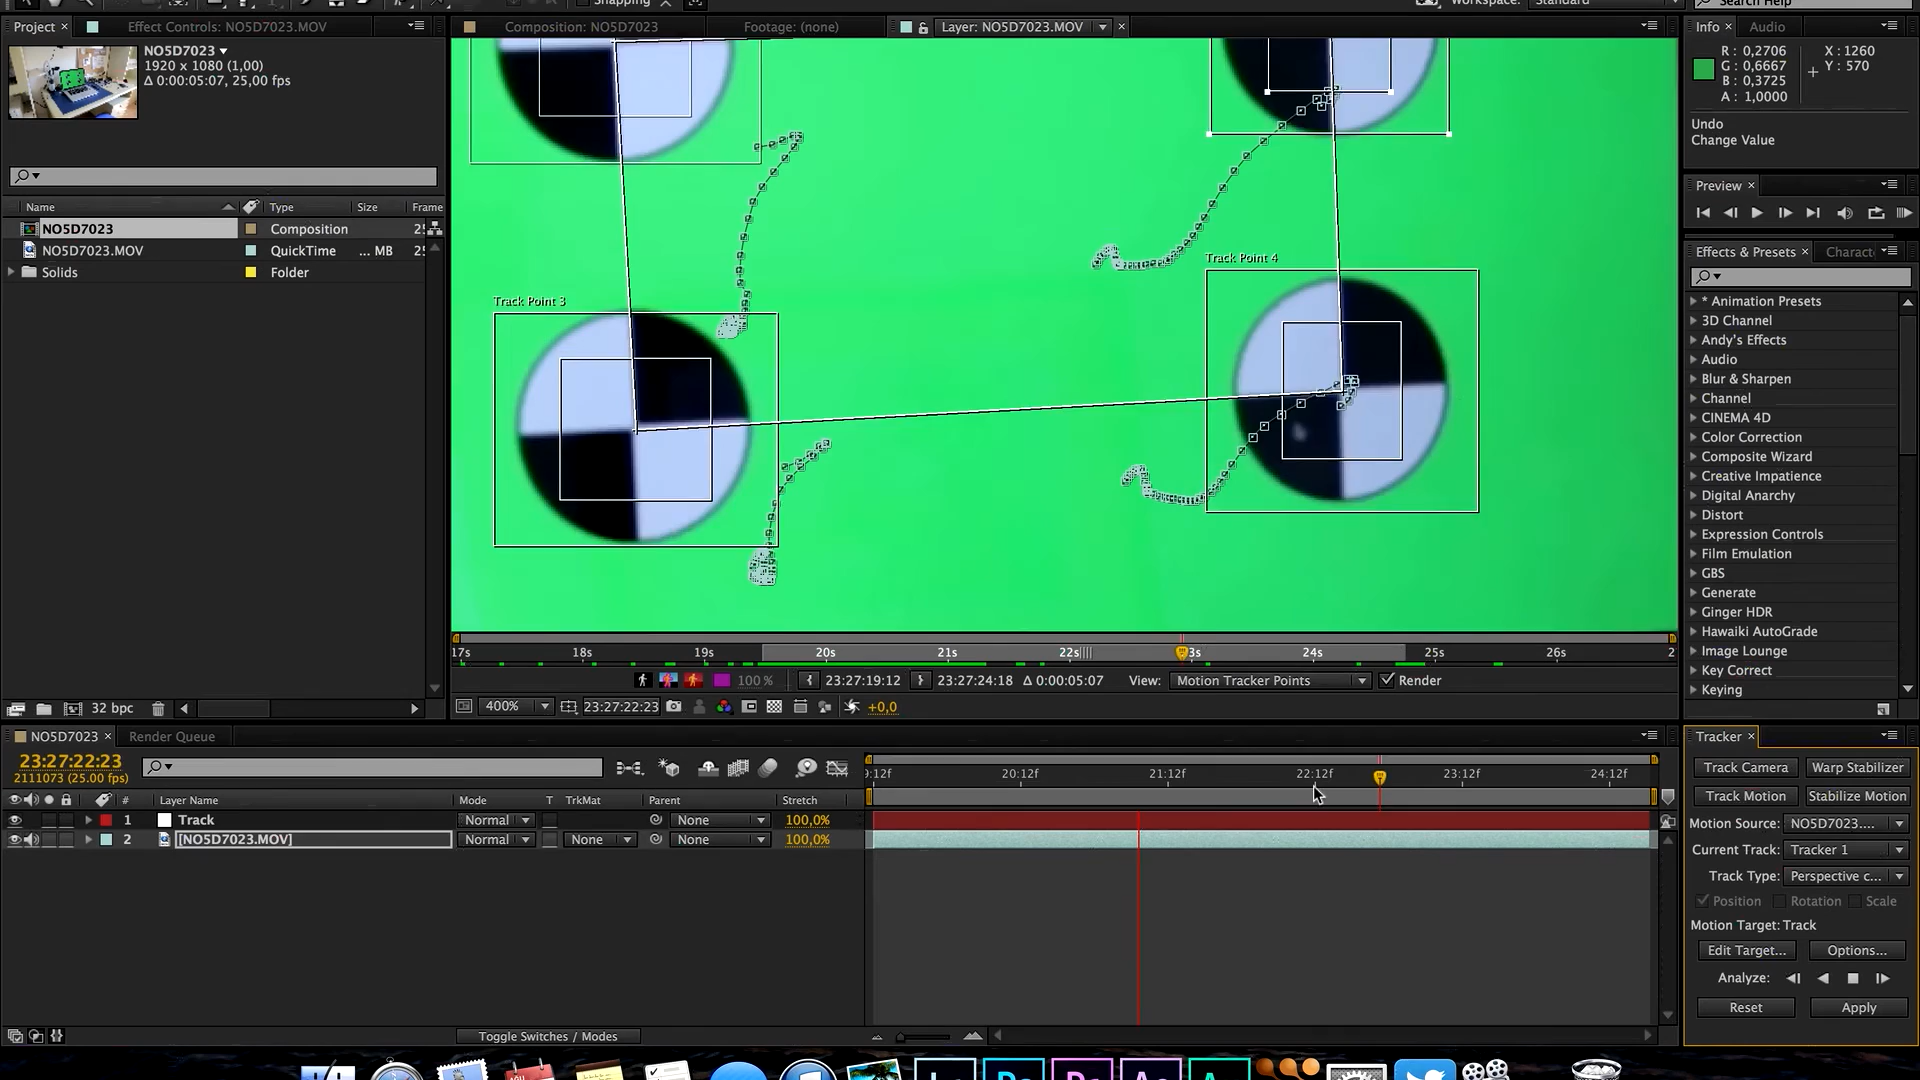 Snapping
Workspace: Standard
Search Help
Project ×
Effect Controls: NO5D7023.MOV
Composition: NO5D7023
Footage: (none)
Layer: NO5D7023.MOV
×
Info ×
Audio
NO5D7023
1920 x 1080 (1,00)
Δ 0:00:05:07, 25,00 fps
R : 0,2706
G : 0,6667
B : 0,3725
A : 1,0000
X : 1260
Y : 570
Undo
Change Value
Preview ×
Name
Type
Size
Frame
NO5D7023
Composition
NO5D7023.MOV
QuickTime
... MB
Solids
Folder
Track Point 3
Track Point 4
Effects & Presets ×
* Animation Presets
3D Channel
Andy's Effects
Audio
Blur & Sharpen
Channel
CINEMA 4D
Color Correction
Composite Wizard
Creative Impatience
Digital Anarchy
Distort
Expression Controls
Film Emulation
GBS
Generate
Ginger HDR
Hawaiki AutoGrade
Image Lounge
Key Correct
Keying
17s
18s
19s
20s
21s
22s
24s
25s
26s
100 %
23:27:19:12
23:27:24:18
Δ 0:00:05:07
View:
Motion Tracker Points
Render
32 bpc
400%
23:27:22:23
+0,0
NO5D7023 ×
Render Queue
23:27:22:23
2111073 (25.00 fps)
20:12f
21:12f
22:12f
23:12f
24:12f
#
Layer Name
Mode
T
TrkMat
Parent
Stretch
1
Track
Normal
None
100,0%
2
[NO5D7023.MOV]
Normal
None
None
100,0%
Toggle Switches / Modes
Tracker ×
Track Camera
Warp Stabilizer
Track Motion
Stabilize Motion
Motion Source:
NO5D7023....
Current Track:
Tracker 1
Track Type:
Perspective c...
Position
Rotation
Scale
Motion Target: Track
Edit Target...
Options...
Analyze:
Reset
Apply